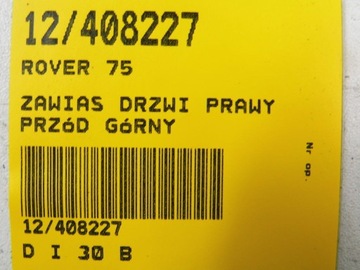 12/408227
ROVER 75
ZAWIAS DRZWI PRAWY
PRZóD GóRNY
Nr op.
12/408227
D I 30 B